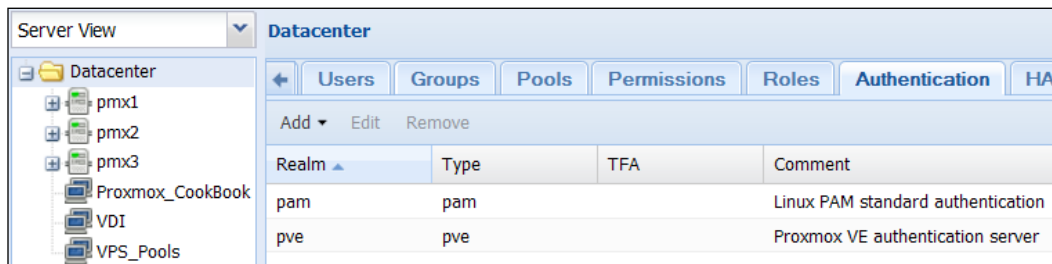 Server View
Datacenter
pmx1
pmx2
pmx3
Proxmox_CookBook
VDI
VPS_Pools
Datacenter
Users Groups Pools Permissions Roles Authentication HA
Add Edit Remove
Realm Type TFA Comment
pam pam Linux PAM standard authentication
pve pve Proxmox VE authentication server